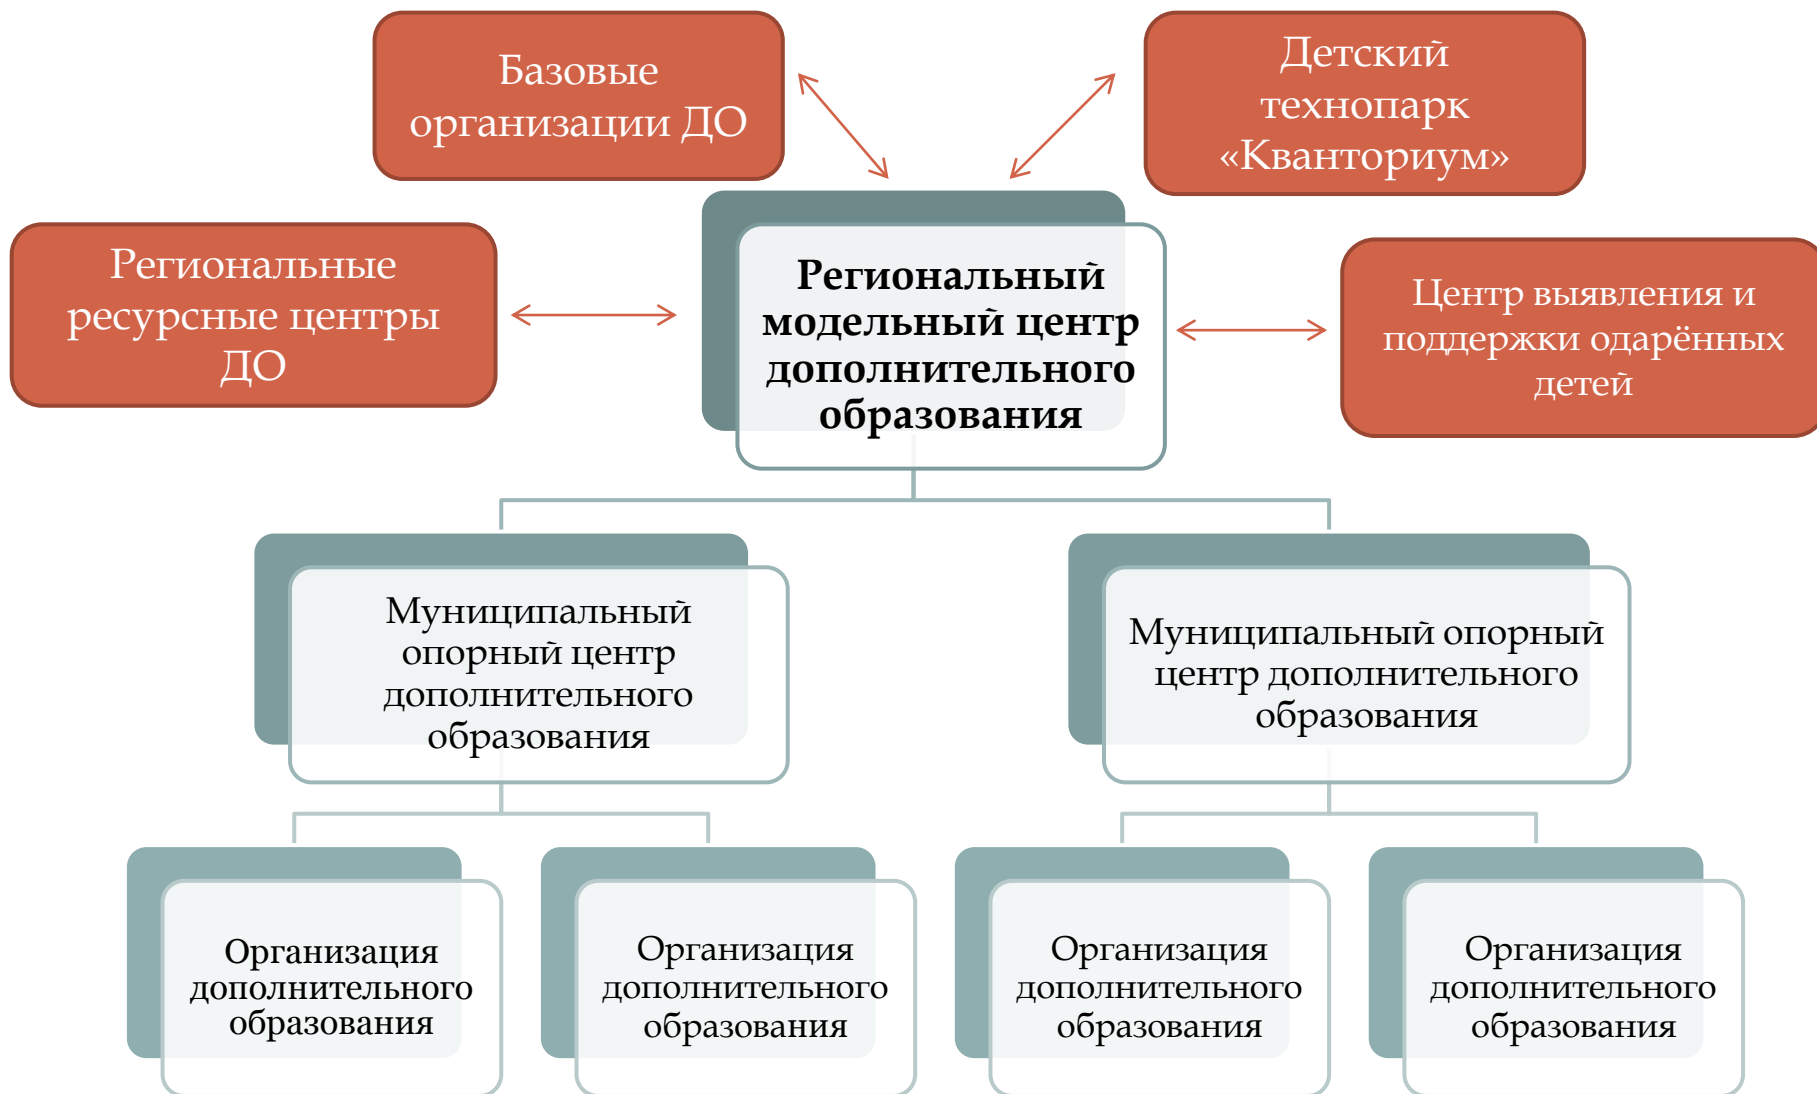 Базовые
организации ДО
Детский
технопарк
«Кванториум»
Региональные
ресурсные центры
ДО
Региональный
модельный центр
дополнительного
образования
Центр выявления и
поддержки одарённых
детей
Муниципальный
опорный центр
дополнительного
образования
Муниципальный опорный
центр дополнительного
образования
Организация
дополнительного
образования
Организация
дополнительного
образования
Организация
дополнительного
образования
Организация
дополнительного
образования